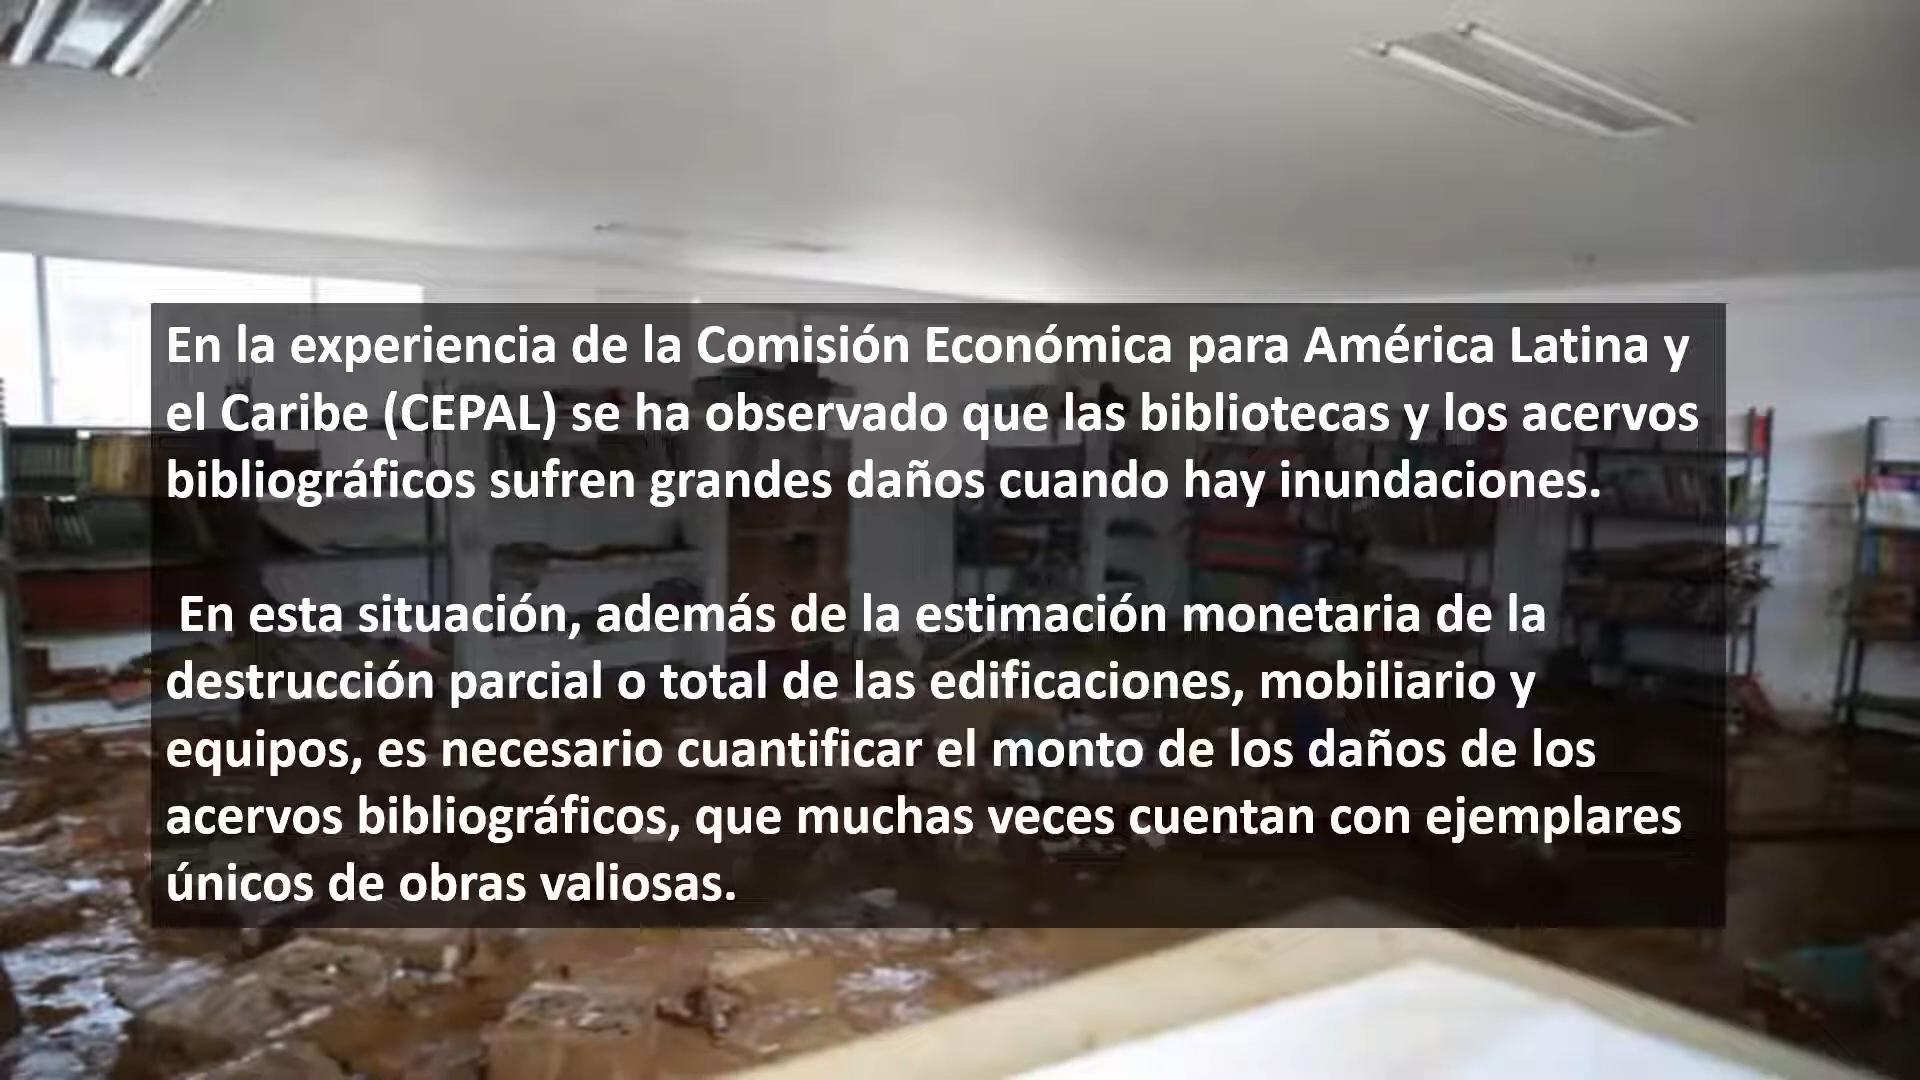 En la experiencia de la Comisión Económica para América Latina y
el Caribe (CEPAL) se ha observado que las bibliotecas y los acervos
bibliográficos sufren grandes daños cuando hay inundaciones.
En esta situación, además de la estimación monetaria de la
destrucción parcial o total de las edificaciones, mobiliario y
equipos, es necesario cuantificar el monto de los daños de los
acervos bibliográficos, que muchas veces cuentan con ejemplares
únicos de obras valiosas.